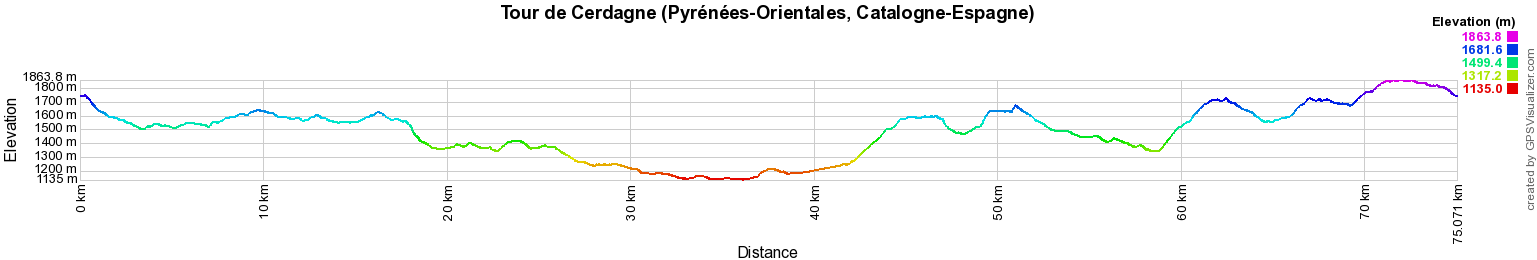 Tour de Cerdagne (Pyrénées-Orientales, Catalogne-Espagne)
Elevation (m)
1863.8
1681.6
1499.4
1317.2
1135.0
created by GPSVisualizer.com
Elevation
1863.8 m
1800 m
1700 m
1600 m
1500 m
1400 m
1300 m
1200 m
1135 m
0 km
10 km
20 km
30 km
40 km
50 km
60 km
70 km
75.071 km
Distance